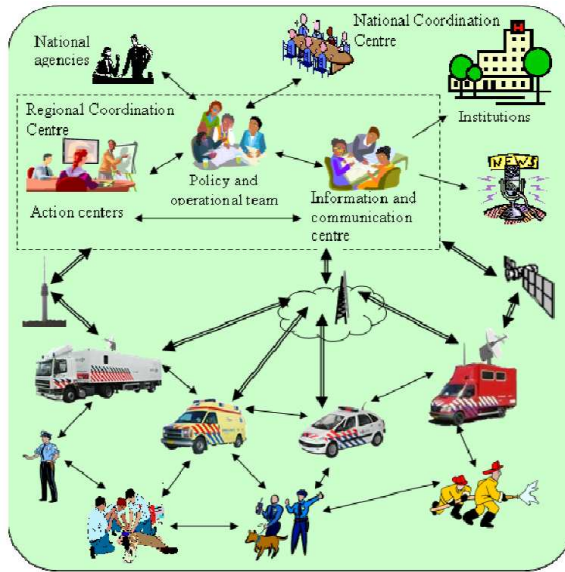 National Coordination
Centre
National
agencies
Regional Coordination
Centre
Institutions
NEWS
Policy and
operational team
Action centers
Information and
communication
centre